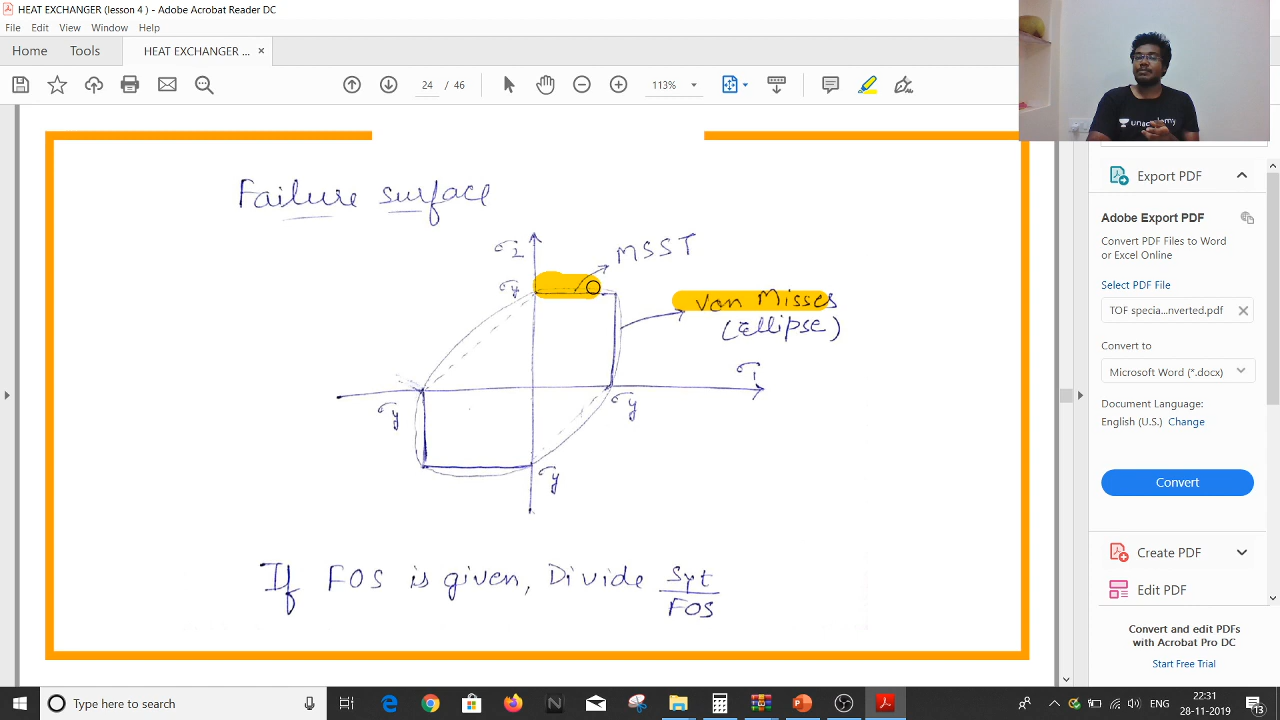 HEAT EXCHANGER (lesson 4 ) - Adobe Acrobat Reader DC
File Edit View Window Help
Home Tools HEAT EXCHANGER ... ×
24 / 46 113%
unacademy
Failure surface
σ2
MSST
σy
Von Misses
(Ellipse)
σ1
σy
σy
σy
If FOS is given, Divide Syt
FOS
Export PDF
Adobe Export PDF
Convert PDF Files to Word
or Excel Online
Select PDF File
TOF specia...nverted.pdf
Convert to
Microsoft Word (*.docx)
Document Language:
English (U.S.) Change
Convert
Create PDF
Edit PDF
Convert and edit PDFs
with Acrobat Pro DC
Start Free Trial
Type here to search
ENG
22:31
28-11-2019
13